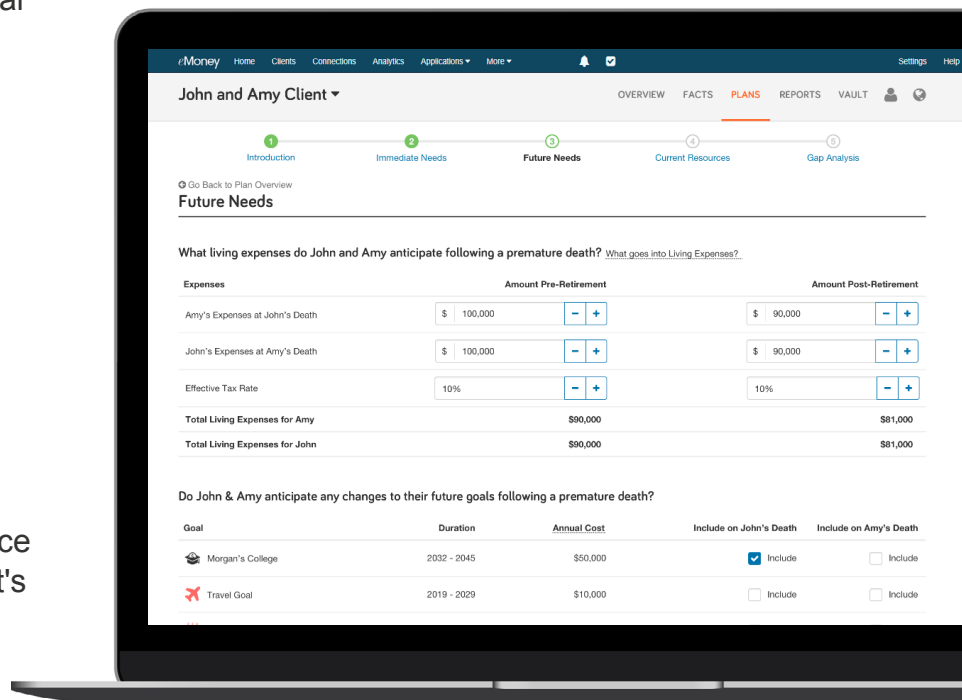 al
eMoney Home Clients Connections Analytics Applications More Settings Help
John and Amy Client OVERVIEW FACTS PLANS REPORTS VAULT
1 2 3 4 5
Introduction Immediate Needs Future Needs Current Resources Gap Analysis
Go Back to Plan Overview
Future Needs
What living expenses do John and Amy anticipate following a premature death? What goes into Living Expenses?
Expenses Amount Pre-Retirement Amount Post-Retirement
Amy's Expenses at John's Death $ 100,000 - + $ 90,000 - +
John's Expenses at Amy's Death $ 100,000 - + $ 90,000 - +
Effective Tax Rate 10% - + 10% - +
Total Living Expenses for Amy $90,000 $81,000
Total Living Expenses for John $90,000 $81,000
Do John & Amy anticipate any changes to their future goals following a premature death?
Goal Duration Annual Cost Include on John's Death Include on Amy's Death
ce
Morgan's College 2032 - 2045 $50,000 Include Include
t's
Travel Goal 2019 - 2029 $10,000 Include Include